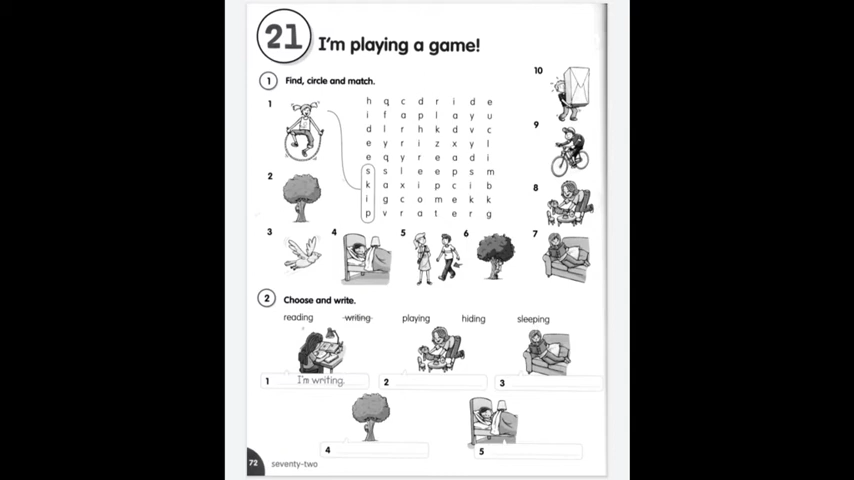 21
I'm playing a game!
1 Find, circle and match.
10
1
h q c d r i d e
i f a p l a y u
d l r h k d v c
9
e y r i z x y l
e q y r e a d i
2
s s l e e p s m
k a x i p c i b
8
i g c o m e k k
p v r a t e r g
3 4 5 6 7
2 Choose and write.
reading writing playing hiding sleeping
1 I'm writing. 2 3
4 5
72 seventy-two